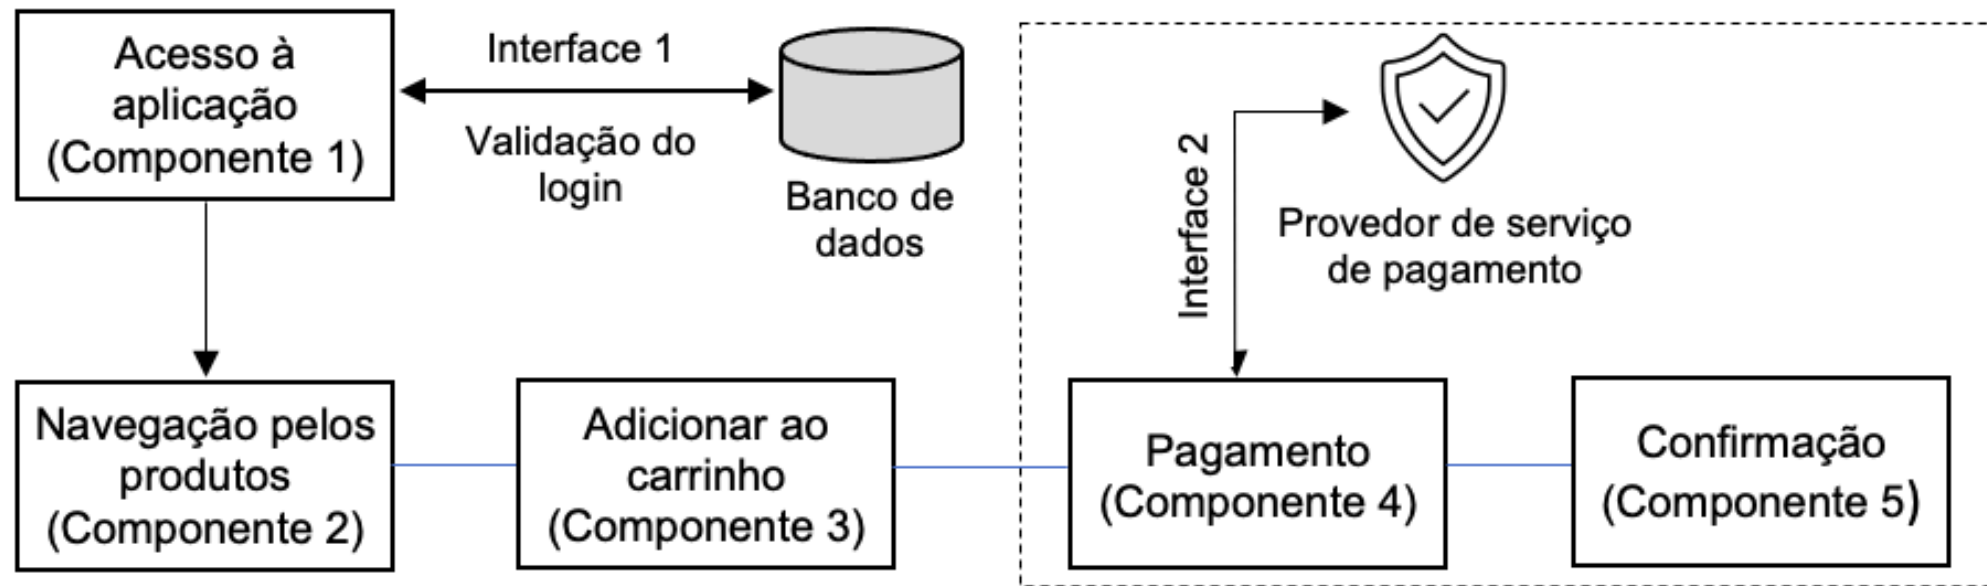 Acesso à
aplicação
(Componente 1)
Interface 1
Validação do
login
Banco de
dados
Interface 2
Provedor de serviço
de pagamento
Navegação pelos
produtos
(Componente 2)
Adicionar ao
carrinho
(Componente 3)
Pagamento
(Componente 4)
Confirmação
(Componente 5)